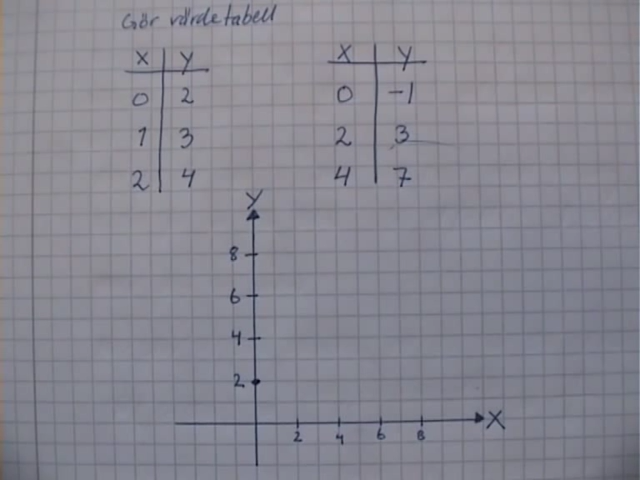 Gör värdetabell
X Y X Y
0 2 0 -1
1 3 2 3
2 4 4 7
Y
8
6
4
2
X
2 4 6 8